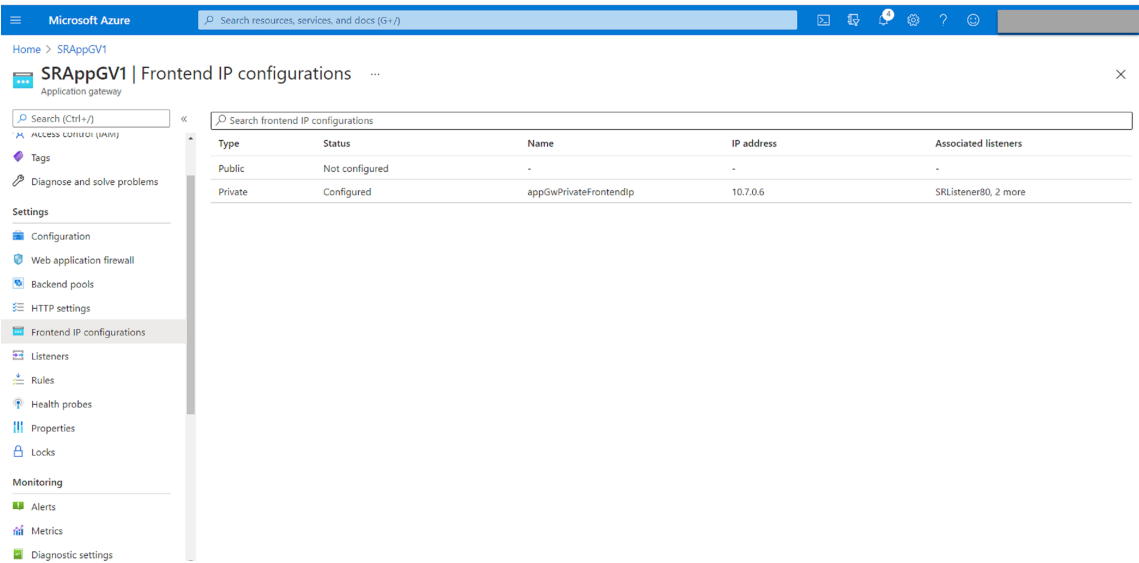 Microsoft Azure
Search resources, services, and docs (G+/)
4
Home > SRAppGV1
SRAppGV1 | Frontend IP configurations ...
Application gateway
Search (Ctrl+/)
«
Search frontend IP configurations
Access control (IAM)
Tags
Diagnose and solve problems
Settings
Configuration
Web application firewall
Backend pools
HTTP settings
Frontend IP configurations
Listeners
Rules
Health probes
Properties
Locks
Monitoring
Alerts
Metrics
Diagnostic settings
Type Status Name IP address Associated listeners
Public Not configured - - -
Private Configured appGwPrivateFrontendIp 10.7.0.6 SRListener80, 2 more